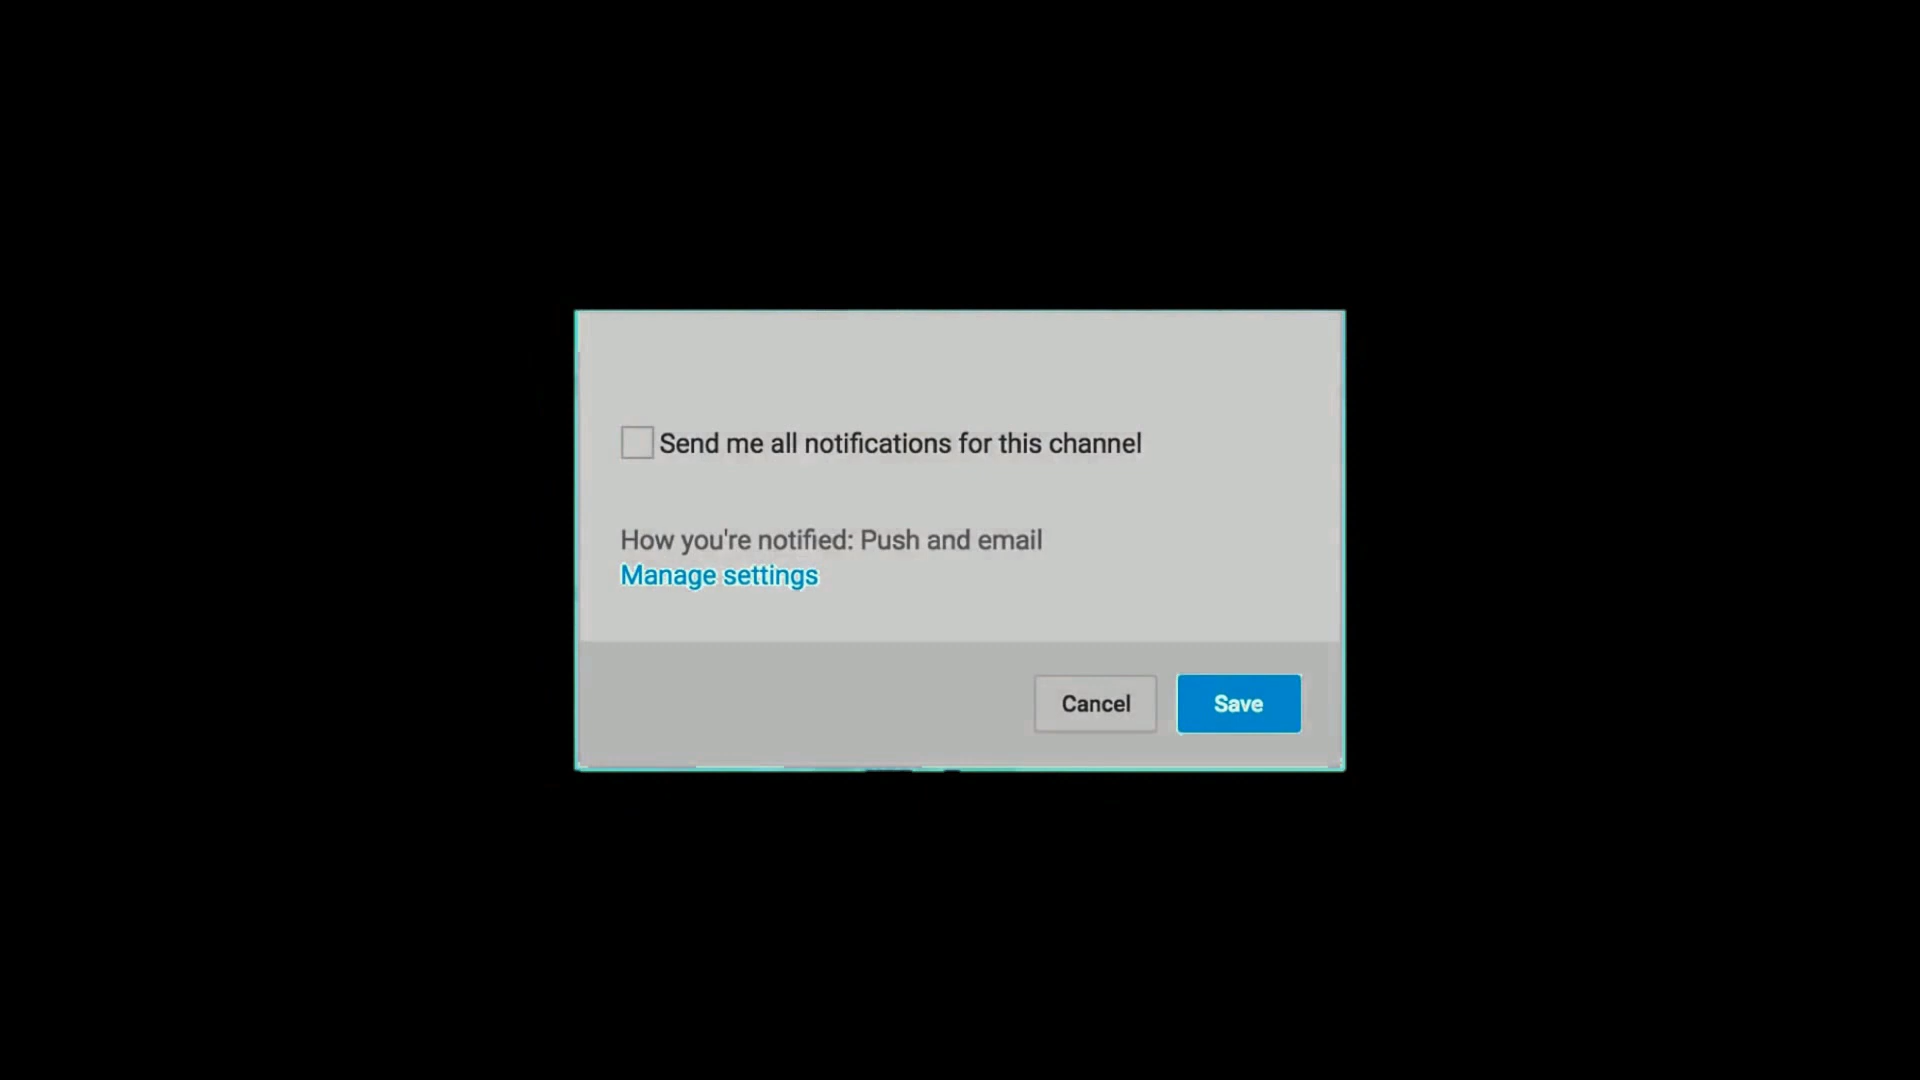 Send me all notifications for this channel
How you're notified: Push and email
Manage settings
Cancel
Save